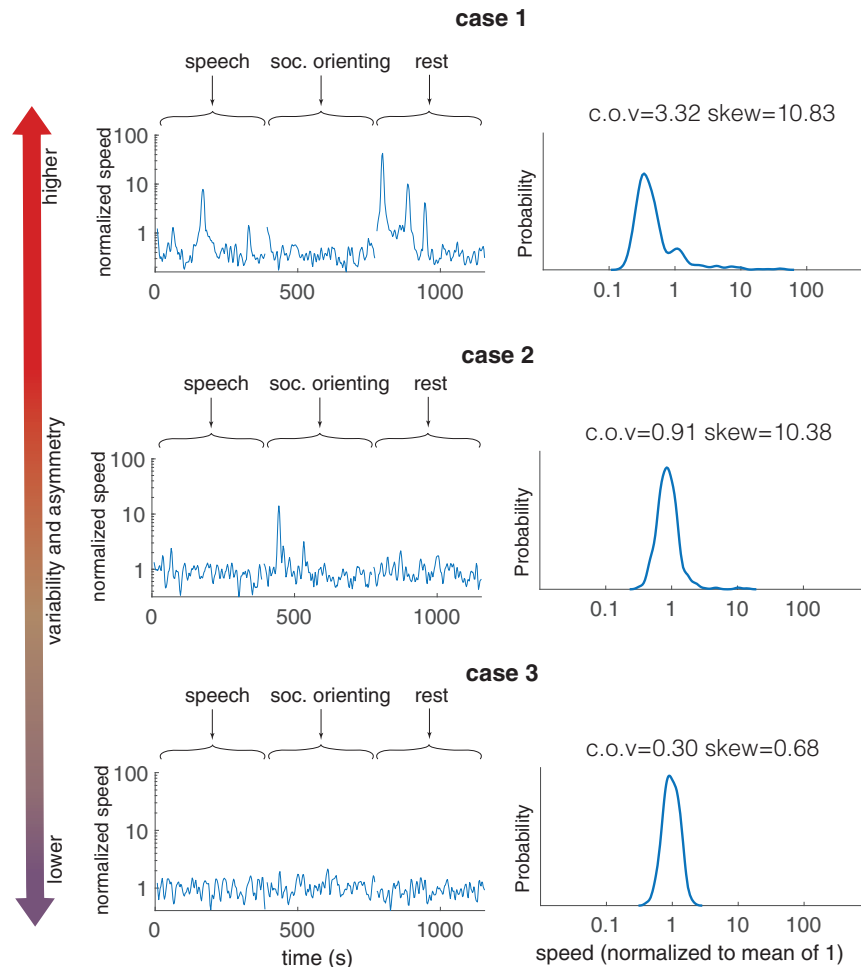 case 1
speech soc. orienting rest
higher
normalized speed
100
10
1
0 500 1000
c.o.v=3.32 skew=10.83
Probability
0.1 1 10 100
case 2
speech soc. orienting rest
variability and asymmetry
normalized speed
100
10
1
0 500 1000
c.o.v=0.91 skew=10.38
Probability
0.1 1 10 100
case 3
speech soc. orienting rest
lower
normalized speed
100
10
1
0 500 1000
time (s)
c.o.v=0.30 skew=0.68
Probability
0.1 1 10 100
speed (normalized to mean of 1)